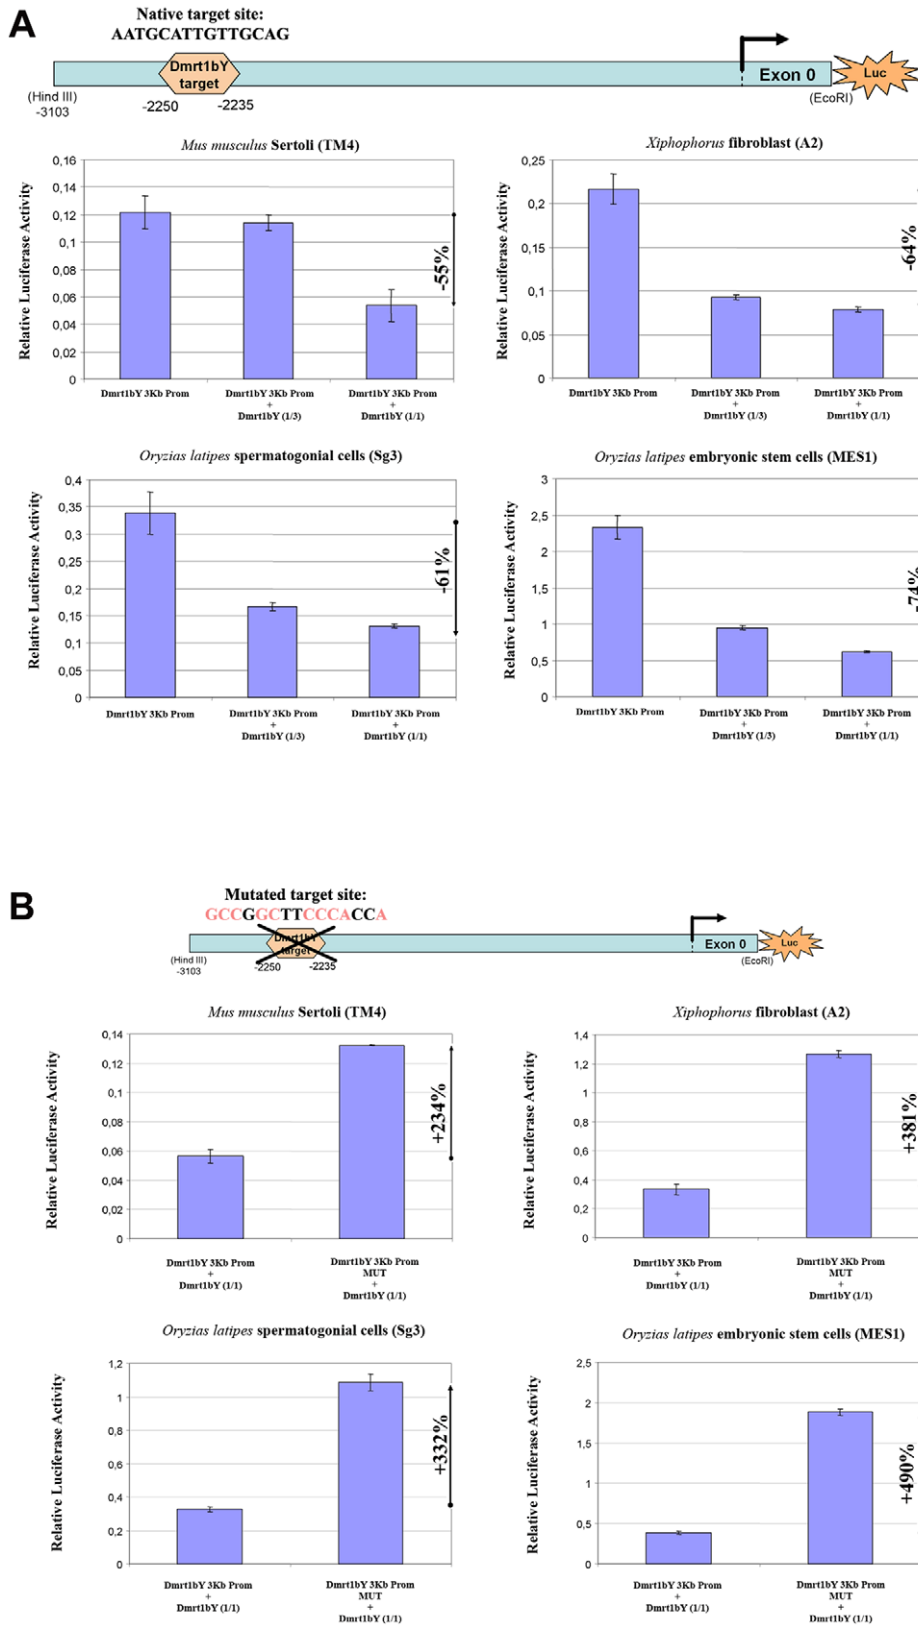 A
Native target site:
AATGCATTGTTGCAG
Dmrt1bY
target
Exon 0
Luc
(Hind III)
-3103
-2250
-2235
(EcoRI)
Mus musculus Sertoli (TM4)
Relative Luciferase Activity
0,16
0,14
0,12
0,1
0,08
0,06
0,04
0,02
0
-55%
Dmrt1bY 3Kb Prom
Dmrt1bY 3Kb Prom
+
Dmrt1bY (1/3)
Dmrt1bY 3Kb Prom
+
Dmrt1bY (1/1)
Xiphophorus fibroblast (A2)
Relative Luciferase Activity
0,25
0,2
0,15
0,1
0,05
0
-64%
Dmrt1bY 3Kb Prom
Dmrt1bY 3Kb Prom
+
Dmrt1bY (1/3)
Dmrt1bY 3Kb Prom
+
Dmrt1bY (1/1)
Oryzias latipes spermatogonial cells (Sg3)
Relative Luciferase Activity
0,4
0,35
0,3
0,25
0,2
0,15
0,1
0,05
0
-61%
Dmrt1bY 3Kb Prom
Dmrt1bY 3Kb Prom
+
Dmrt1bY (1/3)
Dmrt1bY 3Kb Prom
+
Dmrt1bY (1/1)
Oryzias latipes embryonic stem cells (MES1)
Relative Luciferase Activity
3
2,5
2
1,5
1
0,5
0
-74%
Dmrt1bY 3Kb Prom
Dmrt1bY 3Kb Prom
+
Dmrt1bY (1/3)
Dmrt1bY 3Kb Prom
+
Dmrt1bY (1/1)
B
Mutated target site:
GCCGGCTTCCCACCA
Dmrt1bY
target
Exon 0
Luc
(Hind III)
-3103
-2250
-2235
(EcoRI)
Mus musculus Sertoli (TM4)
Relative Luciferase Activity
0,14
0,12
0,1
0,08
0,06
0,04
0,02
0
+234%
Dmrt1bY 3Kb Prom
+
Dmrt1bY (1/1)
Dmrt1bY 3Kb Prom
MUT
+
Dmrt1bY (1/1)
Xiphophorus fibroblast (A2)
Relative Luciferase Activity
1,4
1,2
1
0,8
0,6
0,4
0,2
0
+381%
Dmrt1bY 3Kb Prom
+
Dmrt1bY (1/1)
Dmrt1bY 3Kb Prom
MUT
+
Dmrt1bY (1/1)
Oryzias latipes spermatogonial cells (Sg3)
Relative Luciferase Activity
1,2
1
0,8
0,6
0,4
0,2
0
+332%
Dmrt1bY 3Kb Prom
+
Dmrt1bY (1/1)
Dmrt1bY 3Kb Prom
MUT
+
Dmrt1bY (1/1)
Oryzias latipes embryonic stem cells (MES1)
Relative Luciferase Activity
2,5
2
1,5
1
0,5
0
+490%
Dmrt1bY 3Kb Prom
+
Dmrt1bY (1/1)
Dmrt1bY 3Kb Prom
MUT
+
Dmrt1bY (1/1)